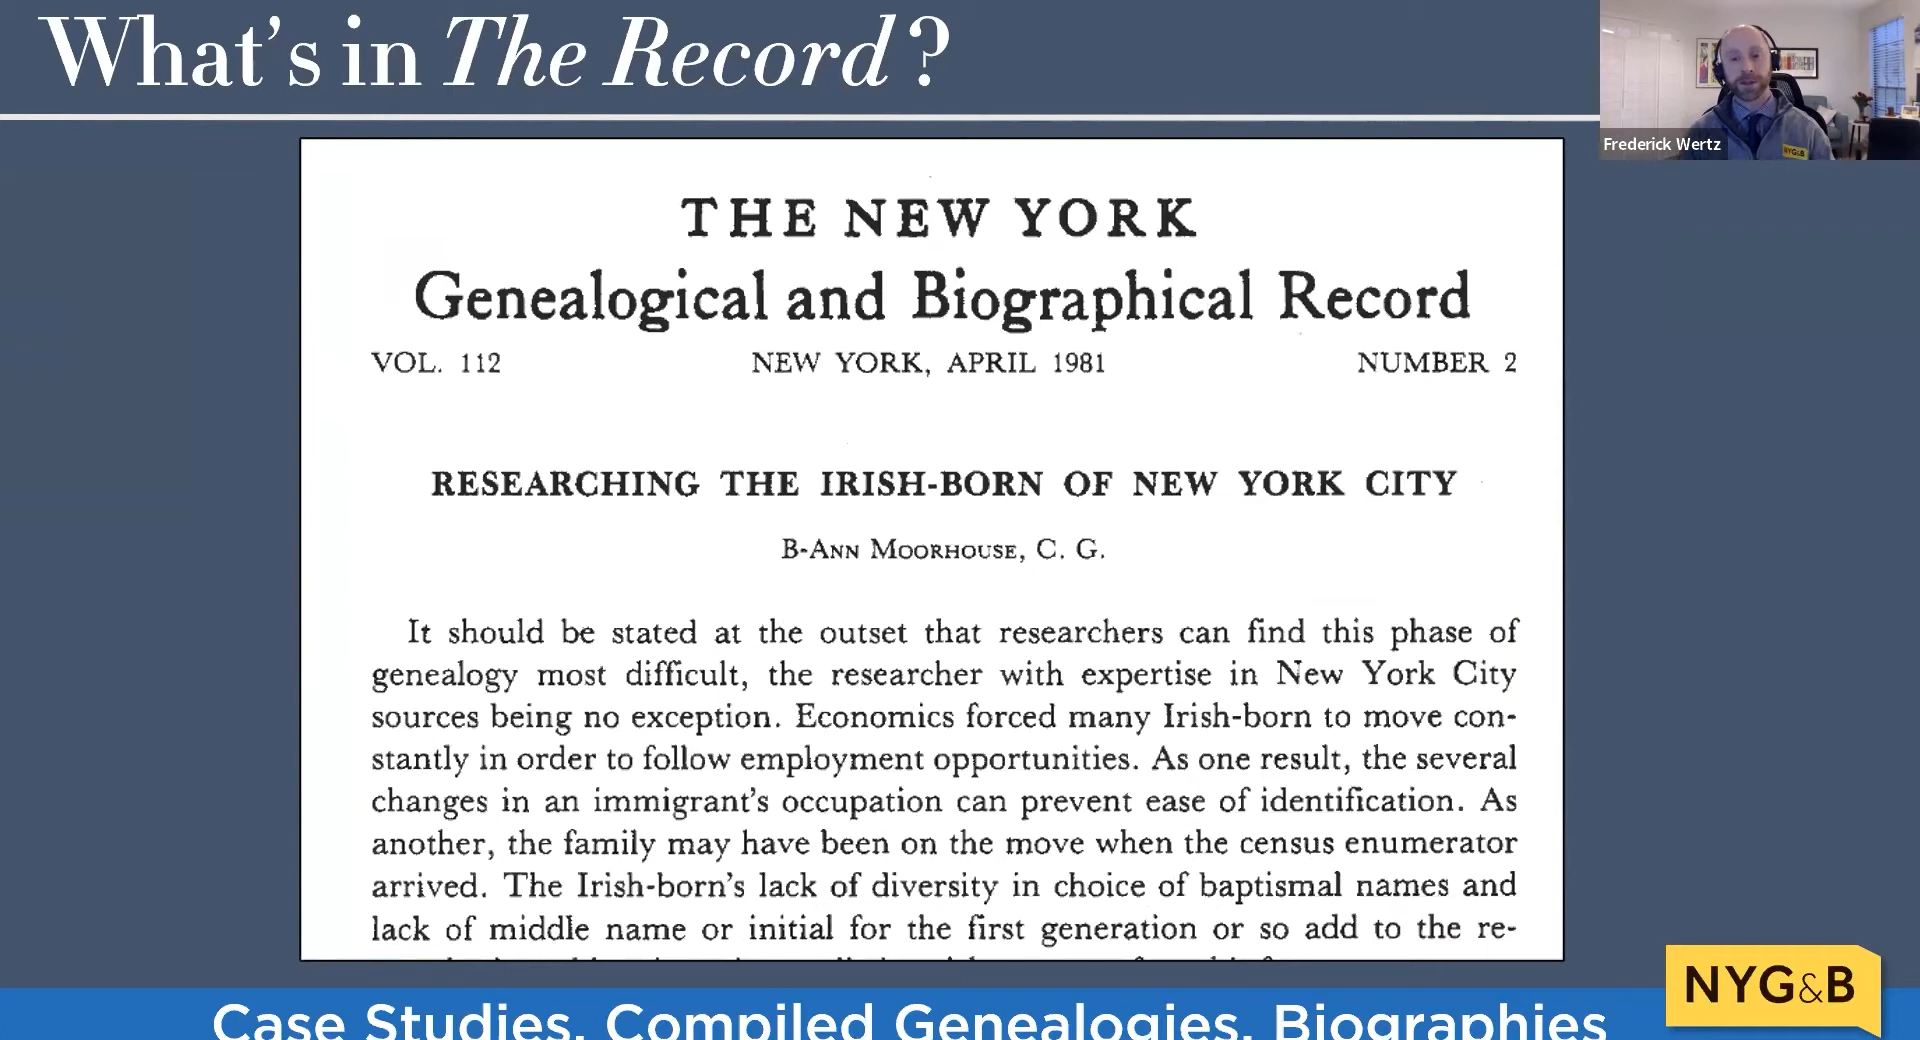 What's in The Record?
Frederick Wertz
NYG&B
THE NEW YORK
Genealogical and Biographical Record
VOL. 112 NEW YORK, APRIL 1981 NUMBER 2
RESEARCHING THE IRISH-BORN OF NEW YORK CITY
B-ANN MOORHOUSE, C. G.
It should be stated at the outset that researchers can find this phase of
genealogy most difficult, the researcher with expertise in New York City
sources being no exception. Economics forced many Irish-born to move con-
stantly in order to follow employment opportunities. As one result, the several
changes in an immigrant's occupation can prevent ease of identification. As
another, the family may have been on the move when the census enumerator
arrived. The Irish-born's lack of diversity in choice of baptismal names and
lack of middle name or initial for the first generation or so add to the re-
NYG&B
Case Studies, Compiled Genealogies, Biographies